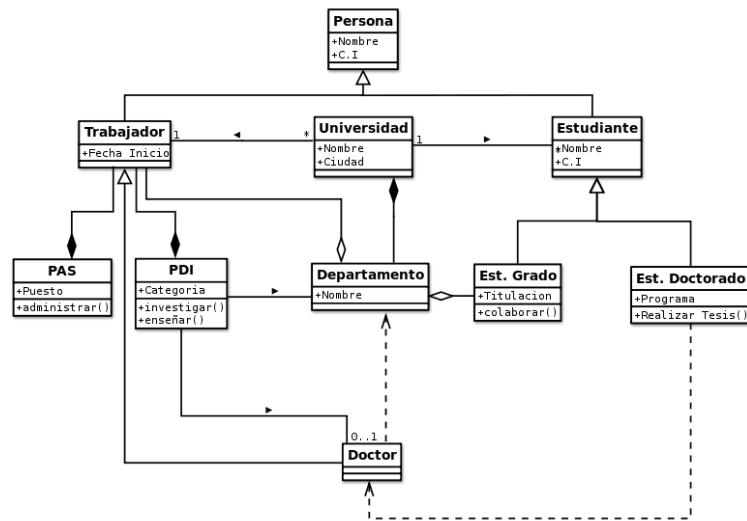 Persona
+Nombre
+C.I
Trabajador
+Fecha Inicio
1
*
Universidad
+Nombre
+Ciudad
1
*
Estudiante
+Nombre
+C.I
PAS
+Puesto
+administrar()
PDI
+Categoria
+investigar()
+enseñar()
Departamento
+Nombre
Est. Grado
+Titulacion
+colaborar()
Est. Doctorado
+Programa
+Realizar Tesis()
0..1
Doctor